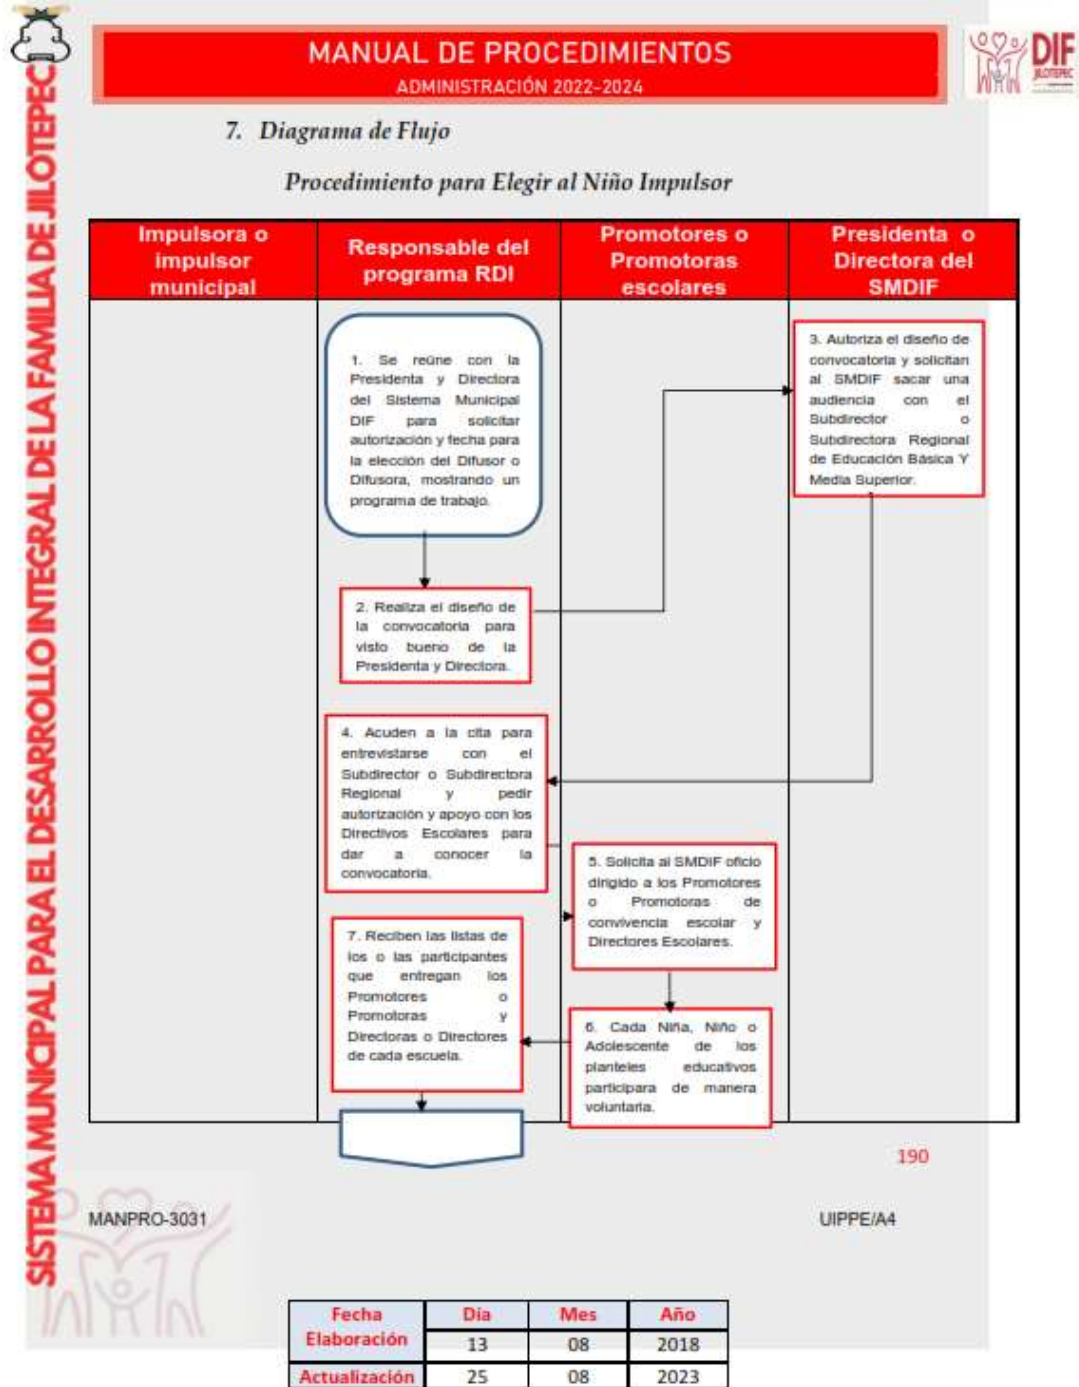 SISTEMA MUNICIPAL PARA EL DESARROLLO INTEGRAL DE LA FAMILIA DE JILOTEPEC
MANUAL DE PROCEDIMIENTOS
ADMINISTRACIÓN 2022-2024
DIF
JILOTEPEC
7. Diagrama de Flujo
Procedimiento para Elegir al Niño Impulsor
Impulsora o
impulsor
municipal
Responsable del
programa RDI
Promotores o
Promotoras
escolares
Presidenta o
Directora del
SMDIF
1. Se reúne con la
Presidenta y Directora
del Sistema Municipal
DIF para solicitar
autorización y fecha para
la elección del Difusor o
Difusora, mostrando un
programa de trabajo.
2. Realiza el diseño de
la convocatoria para
visto bueno de la
Presidenta y Directora.
3. Autoriza el diseño de
convocatoria y solicitan
al SMDIF sacar una
audiencia con el
Subdirector o
Subdirectora Regional
de Educación Básica Y
Media Superior.
4. Acuden a la cita para
entrevistarse con el
Subdirector o Subdirectora
Regional y pedir
autorización y apoyo con los
Directivos Escolares para
dar a conocer la
convocatoria.
5. Solicita al SMDIF oficio
dirigido a los Promotores
o Promotoras de
convivencia escolar y
Directores Escolares.
6. Cada Niña, Niño o
Adolescente de los
planteles educativos
participara de manera
voluntaria.
7. Reciben las listas de
los o las participantes
que entregan los
Promotores o
Promotoras y
Directoras o Directores
de cada escuela.
190
MANPRO-3031
UIPPE/A4
Fecha Elaboración
Día
Mes
Año
13
08
2018
Actualización
25
08
2023